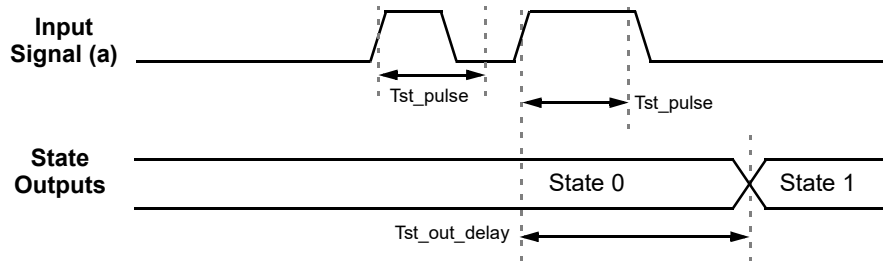 Input
Signal (a)
Tst_pulse
Tst_pulse
State
Outputs
State 0
State 1
Tst_out_delay